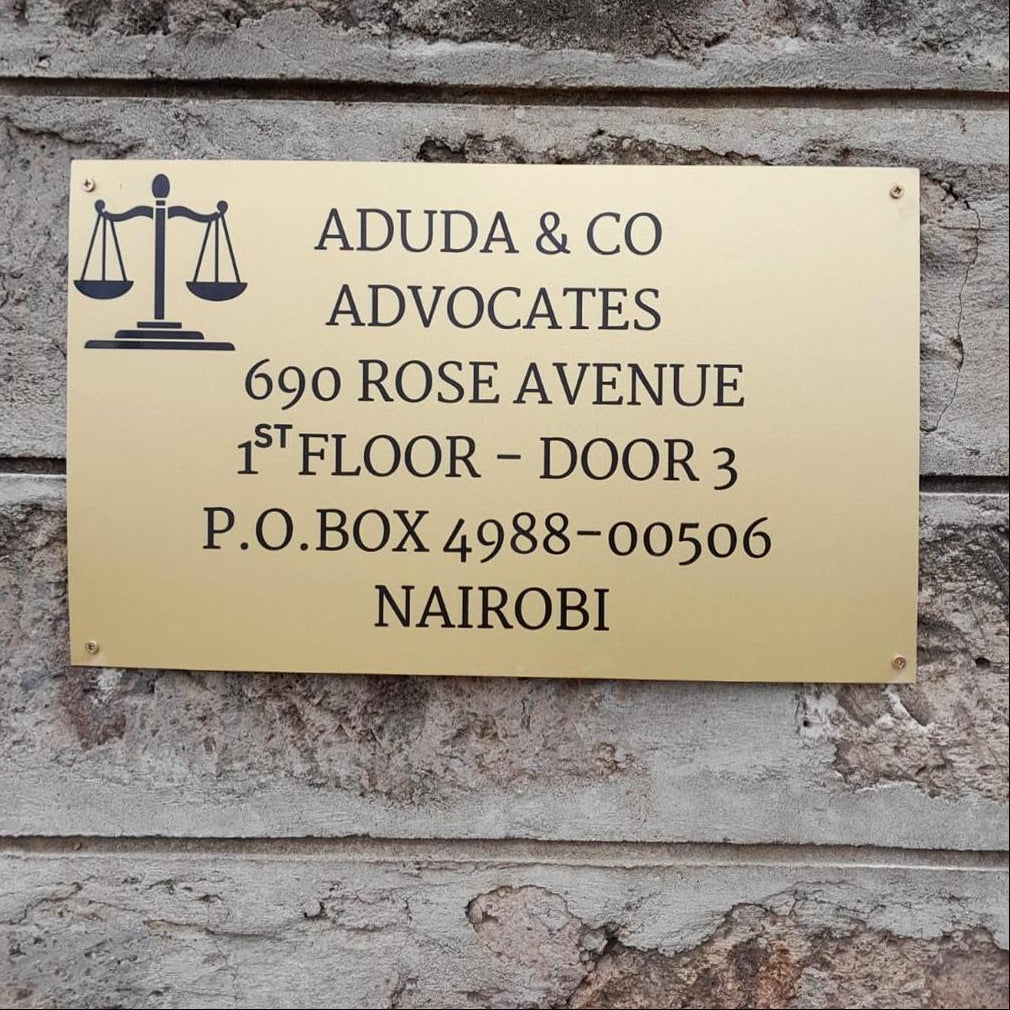 ADUDA & CO
ADVOCATES
690 ROSE AVENUE
1ST FLOOR - DOOR 3
P.O.BOX 4988-00506
NAIROBI